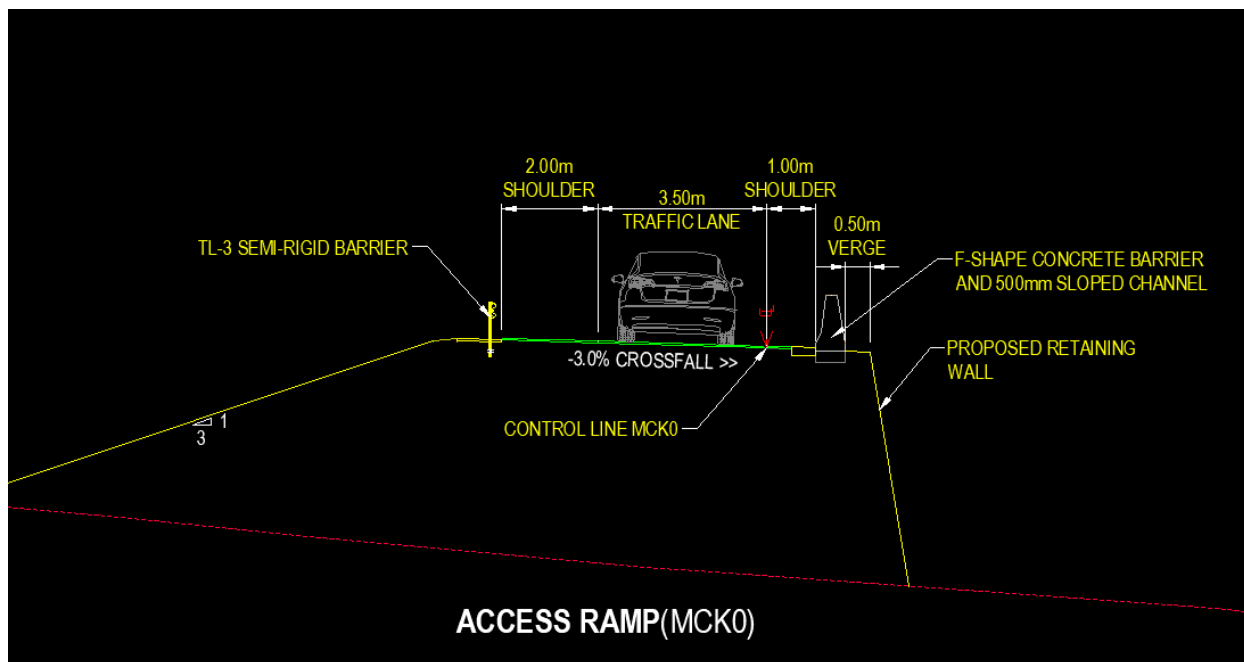 2.00m
SHOULDER
3.50m
TRAFFIC LANE
1.00m
SHOULDER
0.50m
VERGE
TL-3 SEMI-RIGID BARRIER
F-SHAPE CONCRETE BARRIER
AND 500mm SLOPED CHANNEL
-3.0% CROSSFALL >>
PROPOSED RETAINING
WALL
1
3
CONTROL LINE MCK0
ACCESS RAMP(MCK0)